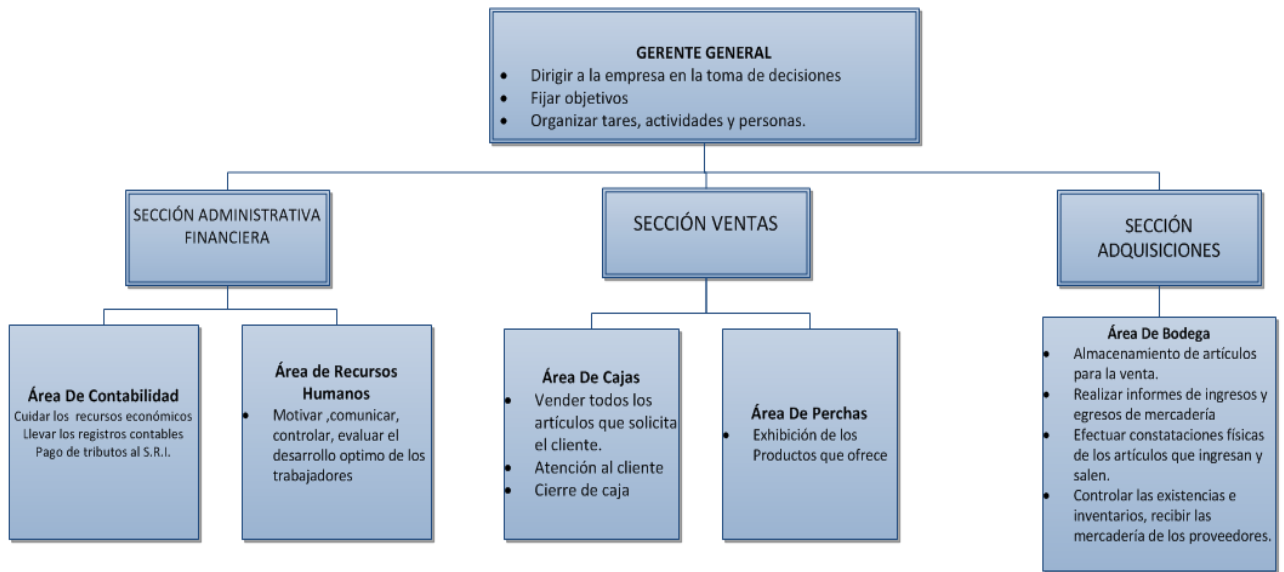 GERENTE GENERAL
• Dirigir a la empresa en la toma de decisiones
• Fijar objetivos
• Organizar tares, actividades y personas.
SECCIÓN ADMINISTRATIVA
FINANCIERA
SECCIÓN VENTAS
SECCIÓN
ADQUISICIONES
Área De Contabilidad
Cuidar los recursos económicos
Llevar los registros contables
Pago de tributos al S.R.I.
Área de Recursos
Humanos
• Motivar ,comunicar,
controlar, evaluar el
desarrollo optimo de los
trabajadores
Área De Cajas
• Vender todos los
artículos que solicita
el cliente.
• Atención al cliente
• Cierre de caja
Área De Perchas
• Exhibición de los
Productos que ofrece
Área De Bodega
• Almacenamiento de artículos
para la venta.
• Realizar informes de ingresos y
egresos de mercadería
• Efectuar constataciones físicas
de los artículos que ingresan y
salen.
• Controlar las existencias e
inventarios, recibir las
mercadería de los proveedores.